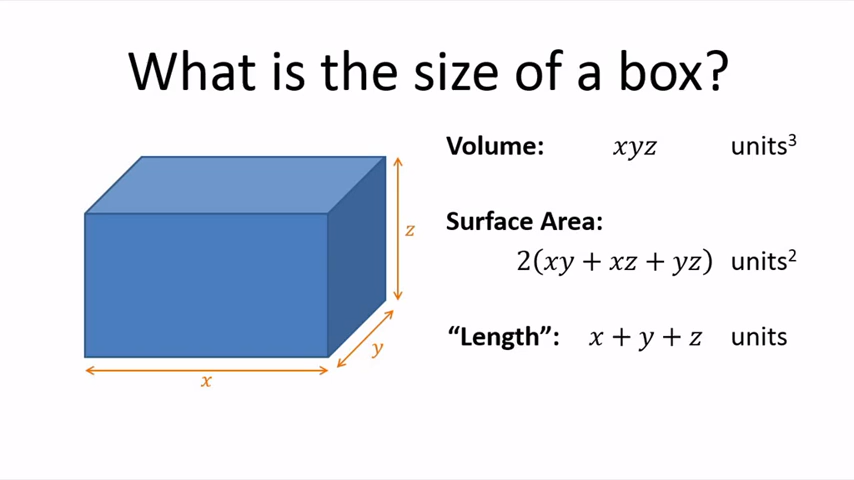 What is the size of a box?
Volume: 𝑥𝑦𝑧 units³
Surface Area:
2(𝑥𝑦 + 𝑥𝑧 + 𝑦𝑧) units²
“Length”: 𝑥 + 𝑦 + 𝑧 units
𝑧
𝑦
𝑥